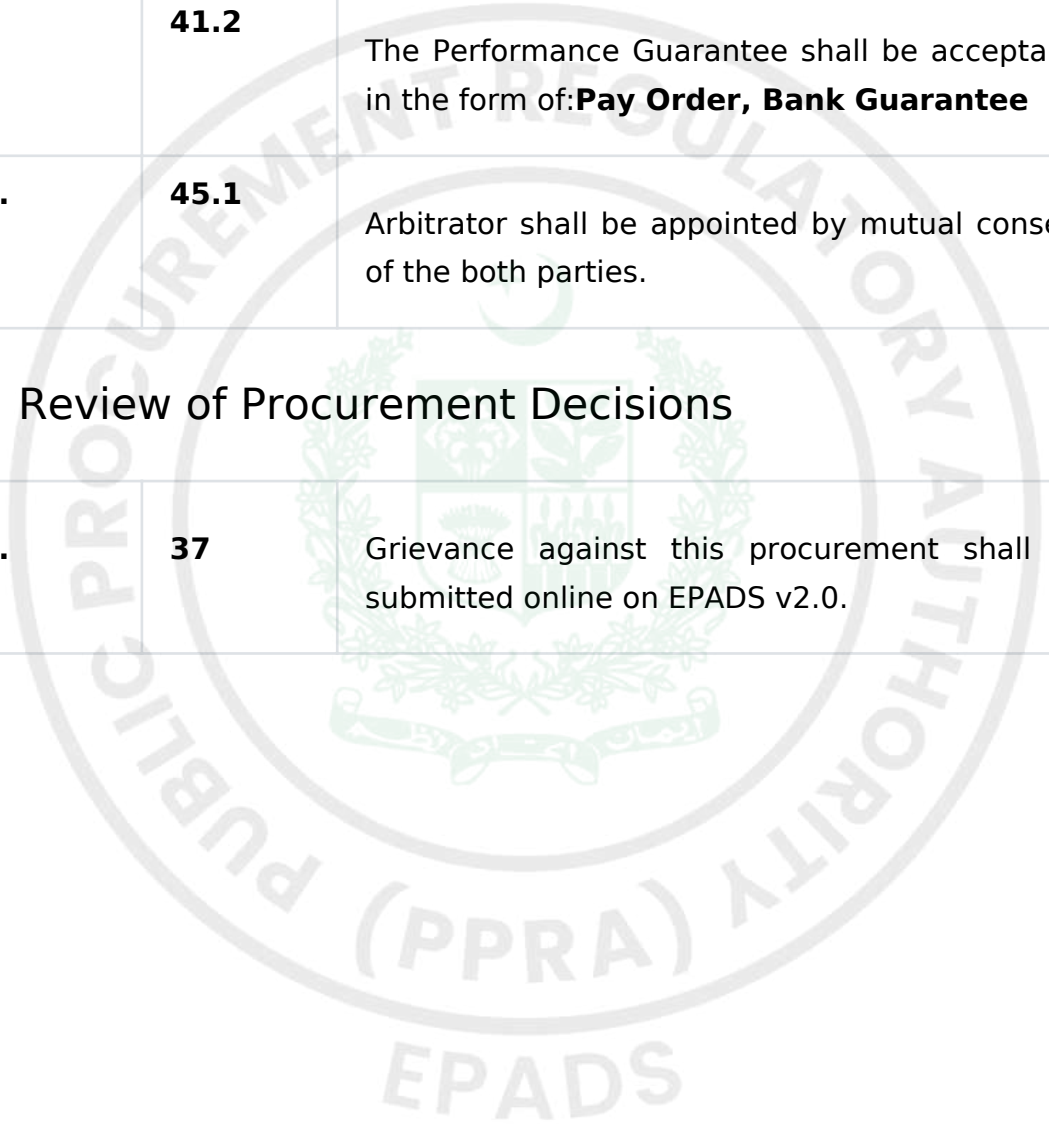 41.2
The Performance Guarantee shall be accepta
in the form of:Pay Order, Bank Guarantee
.
45.1
Arbitrator shall be appointed by mutual conse
of the both parties.
Review of Procurement Decisions
.
37
Grievance against this procurement shall
submitted online on EPADS v2.0.
PUBLIC PROCUREMENT REGULATORY AUTHORITY
(PPRA)
EPADS